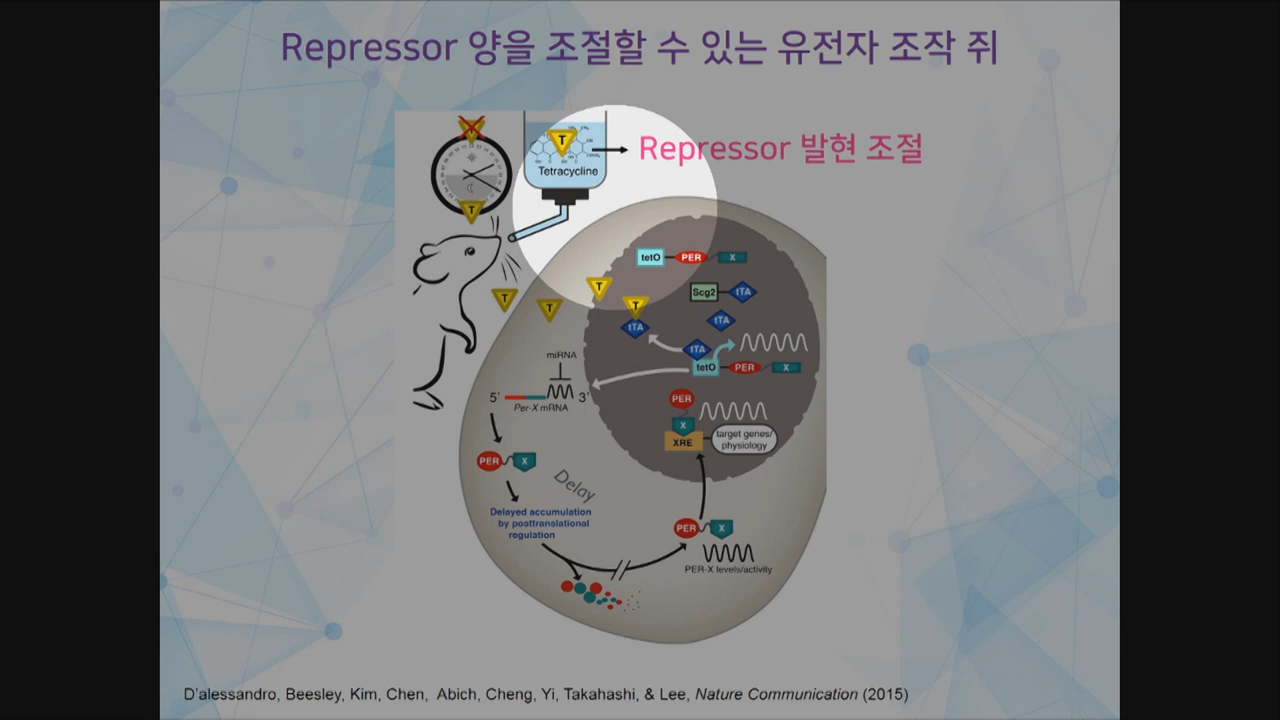 Repressor 양을 조절할 수 있는 유전자 조작 쥐
T
T
Tetracycline
Repressor 발현 조절
T
tetO PER X
T
T
T
T
Scg2 tTA
tTA
tTA
tTA
tetO PER X
miRNA
5' 3'
Per-X mRNA
PER
X
XRE
target genes/
physiology
PER X
Delay
Delayed accumulation
by posttranslational
regulation
PER X
PER-X levels/activity
D'alessandro, Beesley, Kim, Chen, Abich, Cheng, Yi, Takahashi, & Lee, Nature Communication (2015)